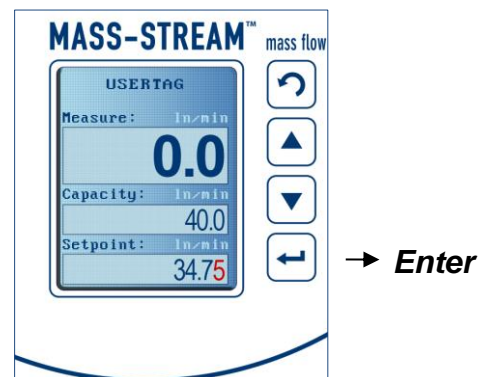 MASS-STREAM™ mass flow
USERTAG
Measure: ln/min
0.0
Capacity: ln/min
40.0
Setpoint: ln/min
34.75
→ Enter